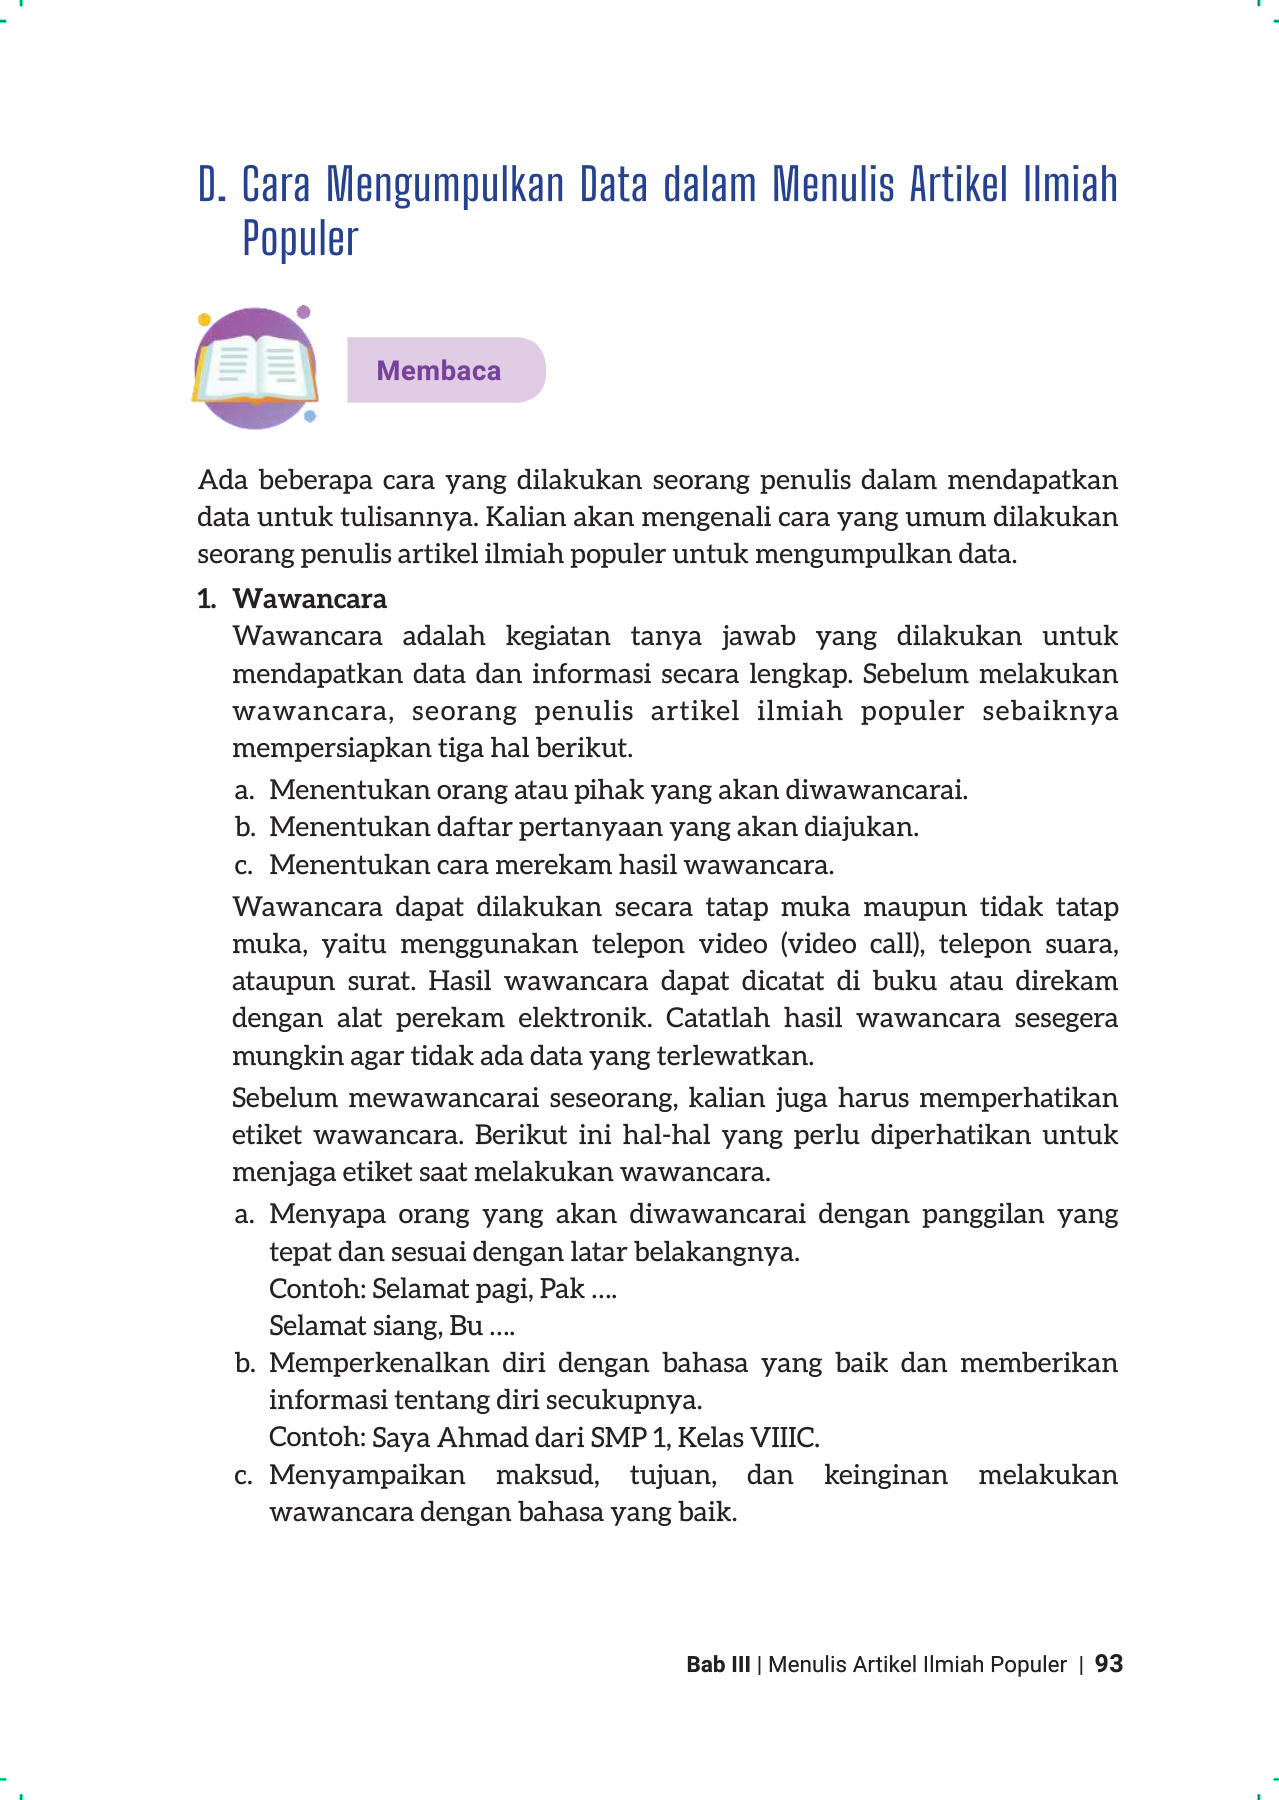 D. Cara Mengumpulkan Data dalam Menulis Artikel Ilmiah
Populer
Membaca
Ada beberapa cara yang dilakukan seorang penulis dalam mendapatkan
data untuk tulisannya. Kalian akan mengenali cara yang umum dilakukan
seorang penulis artikel ilmiah populer untuk mengumpulkan data.
1. Wawancara
Wawancara adalah kegiatan tanya jawab yang dilakukan untuk
mendapatkan data dan informasi secara lengkap. Sebelum melakukan
wawancara, seorang penulis artikel ilmiah populer sebaiknya
mempersiapkan tiga hal berikut.
a. Menentukan orang atau pihak yang akan diwawancarai.
b. Menentukan daftar pertanyaan yang akan diajukan.
c. Menentukan cara merekam hasil wawancara.
Wawancara dapat dilakukan secara tatap muka maupun tidak tatap
muka, yaitu menggunakan telepon video (video call), telepon suara,
ataupun surat. Hasil wawancara dapat dicatat di buku atau direkam
dengan alat perekam elektronik. Catatlah hasil wawancara sesegera
mungkin agar tidak ada data yang terlewatkan.
Sebelum mewawancarai seseorang, kalian juga harus memperhatikan
etiket wawancara. Berikut ini hal-hal yang perlu diperhatikan untuk
menjaga etiket saat melakukan wawancara.
a. Menyapa orang yang akan diwawancarai dengan panggilan yang
tepat dan sesuai dengan latar belakangnya.
Contoh: Selamat pagi, Pak ....
Selamat siang, Bu ....
b. Memperkenalkan diri dengan bahasa yang baik dan memberikan
informasi tentang diri secukupnya.
Contoh: Saya Ahmad dari SMP 1, Kelas VIIIC.
c. Menyampaikan maksud, tujuan, dan keinginan melakukan
wawancara dengan bahasa yang baik.
Bab III | Menulis Artikel Ilmiah Populer | 93